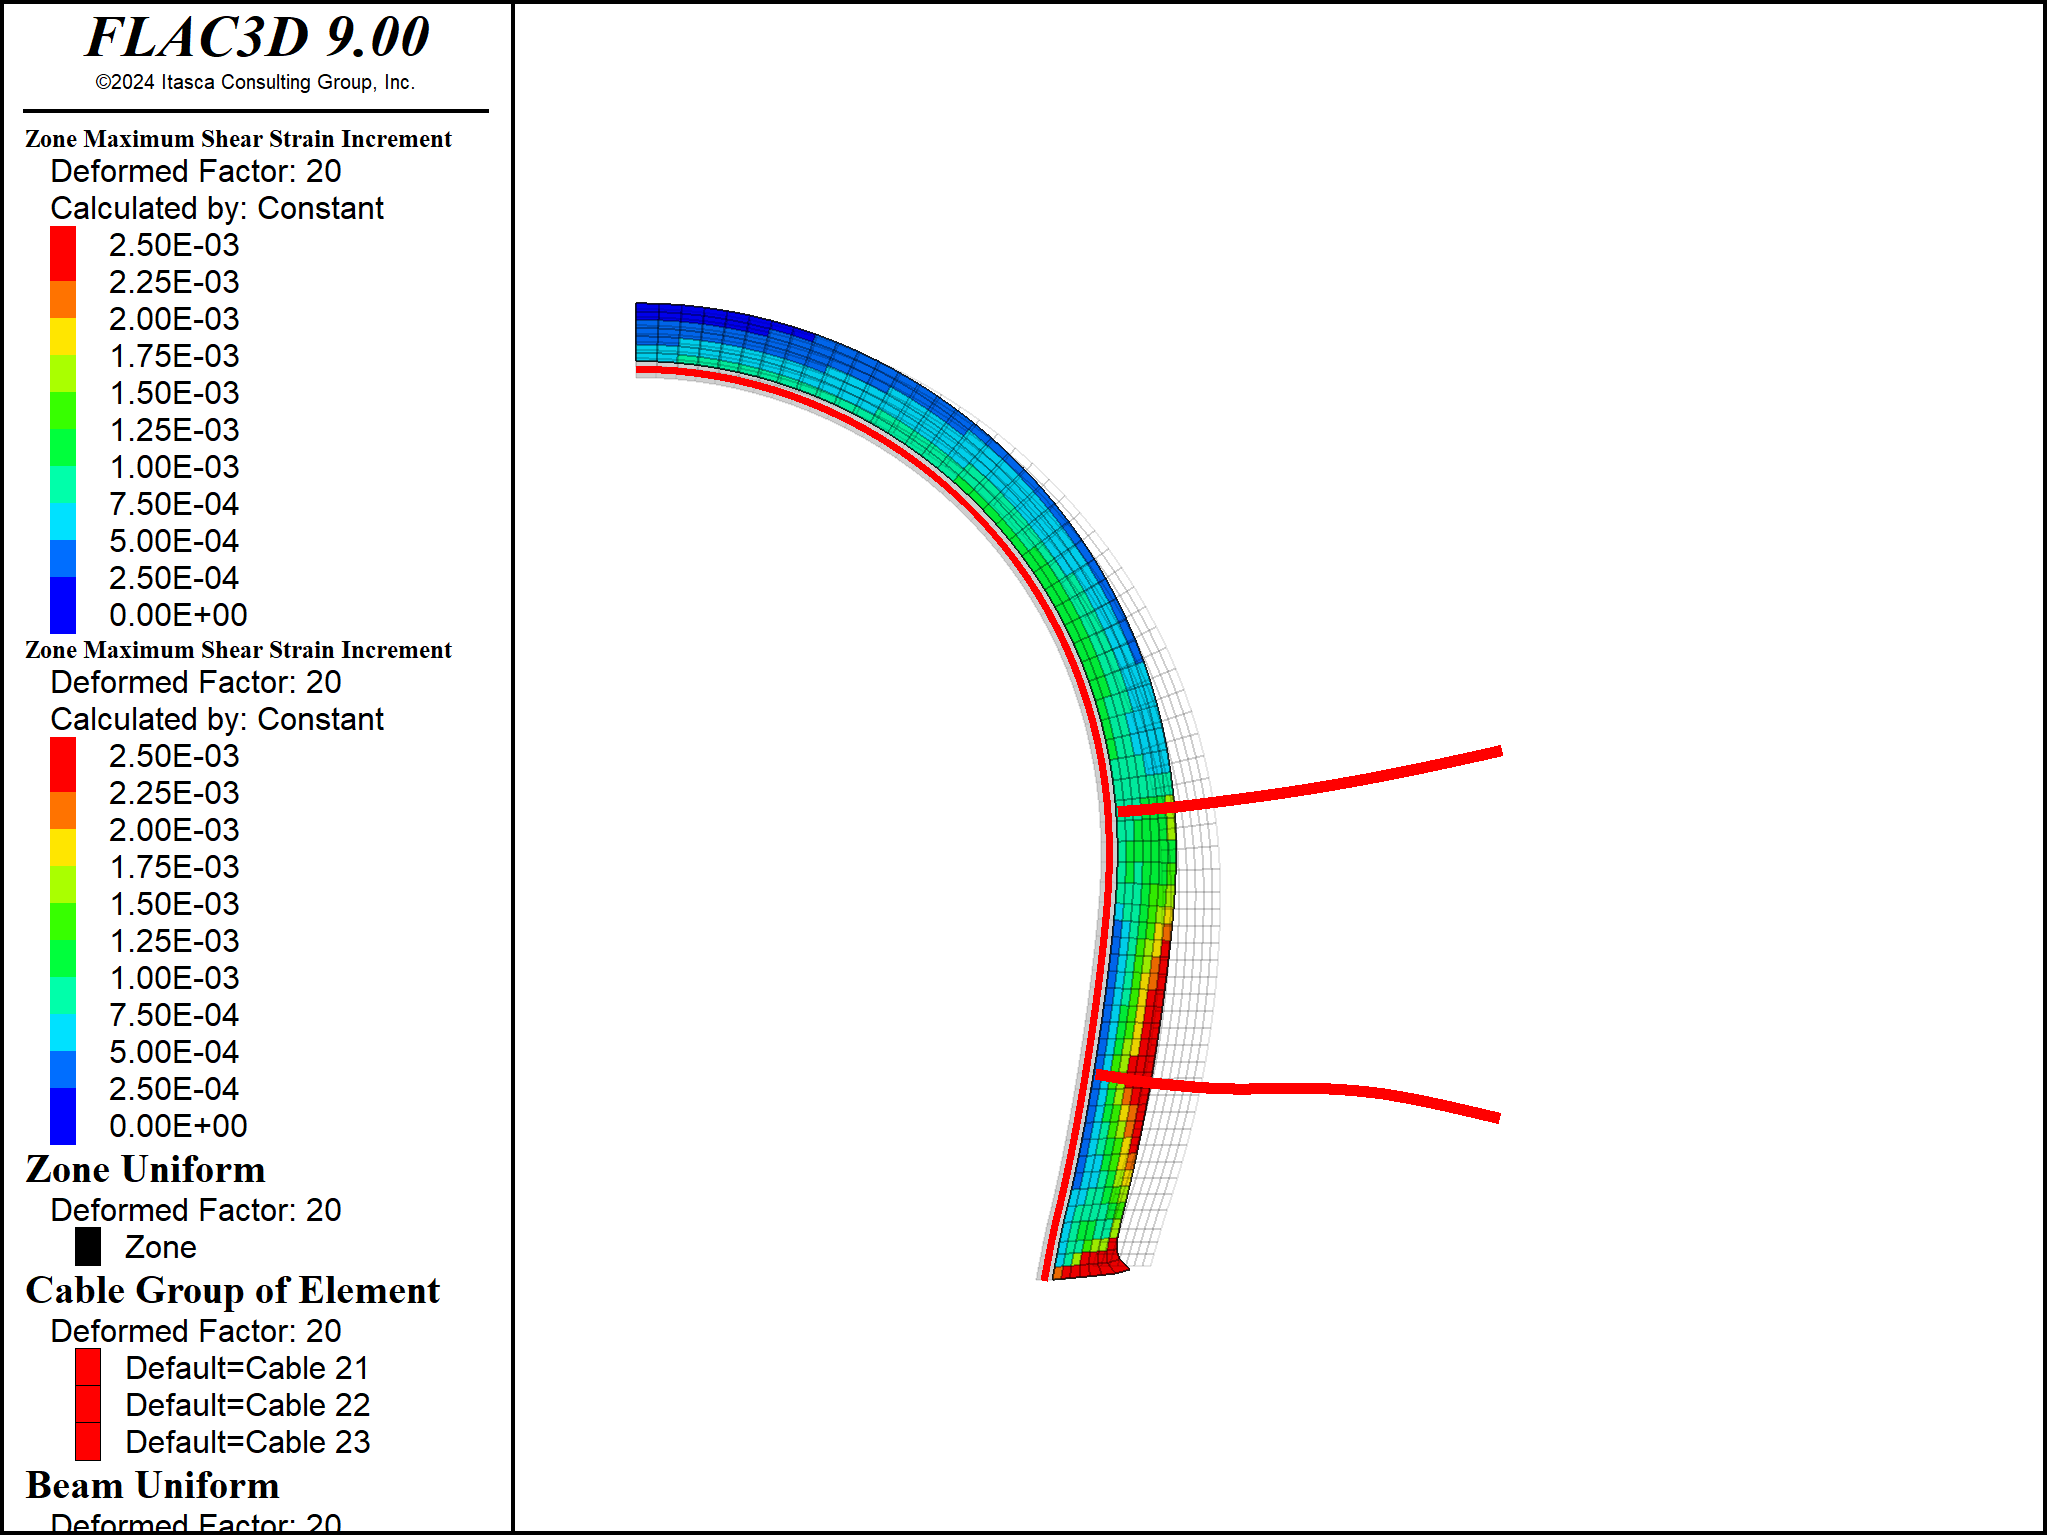 FLAC3D 9.00
©2024 Itasca Consulting Group, Inc.
Zone Maximum Shear Strain Increment
Deformed Factor: 20
Calculated by: Constant
2.50E-03
2.25E-03
2.00E-03
1.75E-03
1.50E-03
1.25E-03
1.00E-03
7.50E-04
5.00E-04
2.50E-04
0.00E+00
Zone Maximum Shear Strain Increment
Deformed Factor: 20
Calculated by: Constant
2.50E-03
2.25E-03
2.00E-03
1.75E-03
1.50E-03
1.25E-03
1.00E-03
7.50E-04
5.00E-04
2.50E-04
0.00E+00
Zone Uniform
Deformed Factor: 20
Zone
Cable Group of Element
Deformed Factor: 20
Default=Cable 21
Default=Cable 22
Default=Cable 23
Beam Uniform
Deformed Factor: 20